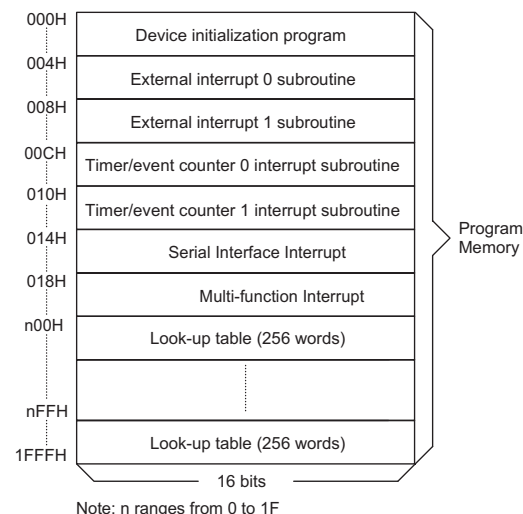 000H
Device initialization program
004H
External interrupt 0 subroutine
008H
External interrupt 1 subroutine
00CH
Timer/event counter 0 interrupt subroutine
010H
Timer/event counter 1 interrupt subroutine
014H
Serial Interface Interrupt
018H
Multi-function Interrupt
n00H
Look-up table (256 words)
Program
Memory
nFFH
Look-up table (256 words)
1FFFH
16 bits
Note: n ranges from 0 to 1F